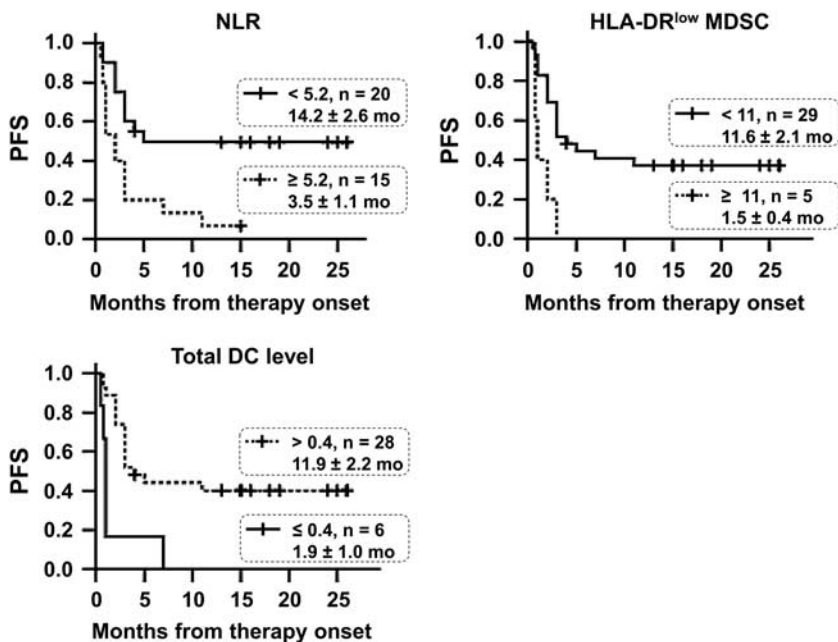 NLR
PFS
1.0
0.8
0.6
0.4
0.2
0.0
< 5.2, n = 20
14.2 ± 2.6 mo
≥ 5.2, n = 15
3.5 ± 1.1 mo
0 5 10 15 20 25
Months from therapy onset
HLA-DRlow MDSC
PFS
1.0
0.8
0.6
0.4
0.2
0.0
< 11, n = 29
11.6 ± 2.1 mo
≥ 11, n = 5
1.5 ± 0.4 mo
0 5 10 15 20 25
Months from therapy onset
Total DC level
PFS
1.0
0.8
0.6
0.4
0.2
0.0
> 0.4, n = 28
11.9 ± 2.2 mo
≤ 0.4, n = 6
1.9 ± 1.0 mo
0 5 10 15 20 25
Months from therapy onset